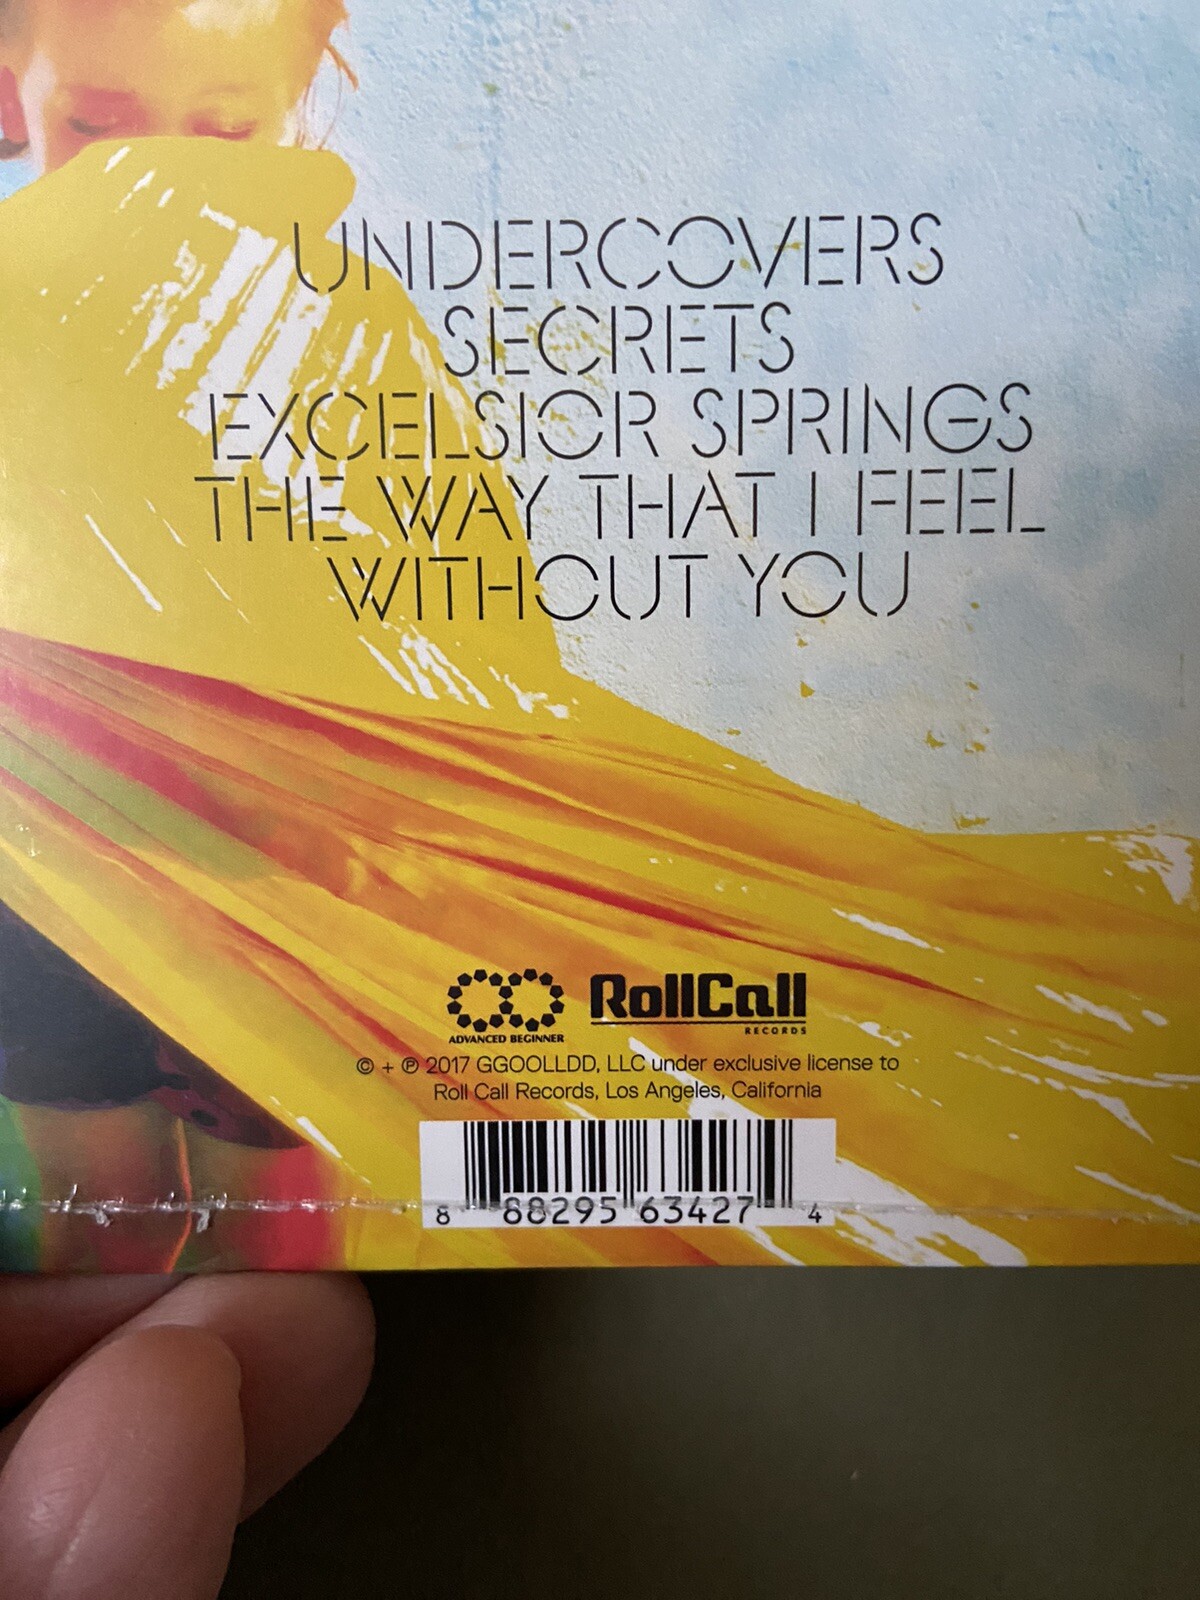 UNDERCOVERS
SECRETS
EXCELSIOR SPRINGS
THE WAY THAT I FEEL
WITHOUT YOU
ADVANCED BEGINNER
RollCall
RECORDS
© + ℗ 2017 GGOOLLDD, LLC under exclusive license to
Roll Call Records, Los Angeles, California
8 88295 63427 4